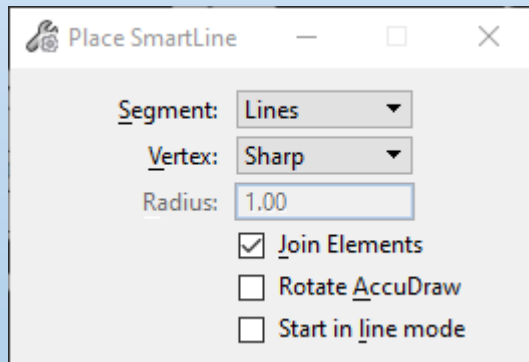 Place SmartLine
Segment: Lines
Vertex: Sharp
Radius: 1.00
Join Elements
Rotate AccuDraw
Start in line mode